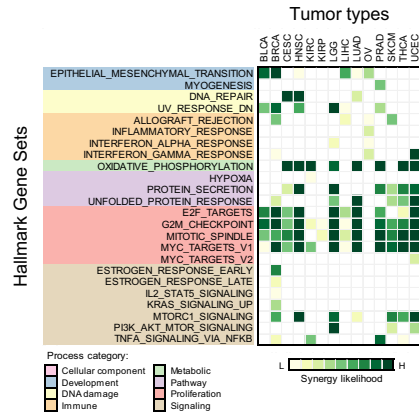 Tumor types
BLCA BRCA CESC HNSC KIRC KIRP LGG LIHC LUAD OV PRAD SKCM THCA UCEC
Hallmark Gene Sets
EPITHELIAL_MESENCHYMAL_TRANSITION
MYOGENESIS
DNA_REPAIR
UV_RESPONSE_DN
ALLOGRAFT_REJECTION
INFLAMMATORY_RESPONSE
INTERFERON_ALPHA_RESPONSE
INTERFERON_GAMMA_RESPONSE
OXIDATIVE_PHOSPHORYLATION
HYPOXIA
PROTEIN_SECRETION
UNFOLDED_PROTEIN_RESPONSE
E2F_TARGETS
G2M_CHECKPOINT
MITOTIC_SPINDLE
MYC_TARGETS_V1
MYC_TARGETS_V2
ESTROGEN_RESPONSE_EARLY
ESTROGEN_RESPONSE_LATE
IL2_STAT5_SIGNALING
KRAS_SIGNALING_UP
MTORC1_SIGNALING
PI3K_AKT_MTOR_SIGNALING
TNFA_SIGNALING_VIA_NFKB
Process category:
Cellular component
Development
DNA damage
Immune
Metabolic
Pathway
Proliferation
Signaling
L H
Synergy likelihood